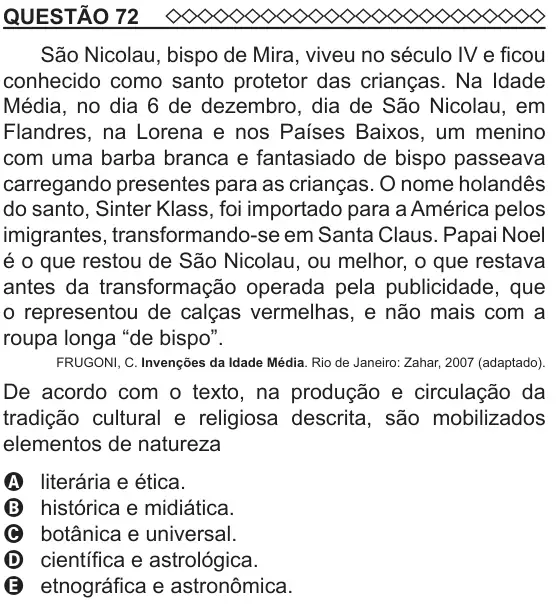 QUESTÃO 72
São Nicolau, bispo de Mira, viveu no século IV e ficou
conhecido como santo protetor das crianças. Na Idade
Média, no dia 6 de dezembro, dia de São Nicolau, em
Flandres, na Lorena e nos Países Baixos, um menino
com uma barba branca e fantasiado de bispo passeava
carregando presentes para as crianças. O nome holandês
do santo, Sinter Klass, foi importado para a América pelos
imigrantes, transformando-se em Santa Claus. Papai Noel
é o que restou de São Nicolau, ou melhor, o que restava
antes da transformação operada pela publicidade, que
o representou de calças vermelhas, e não mais com a
roupa longa “de bispo”.
FRUGONI, C. Invenções da Idade Média. Rio de Janeiro: Zahar, 2007 (adaptado).
De acordo com o texto, na produção e circulação da
tradição cultural e religiosa descrita, são mobilizados
elementos de natureza
A literária e ética.
B histórica e midiática.
C botânica e universal.
D científica e astrológica.
E etnográfica e astronômica.